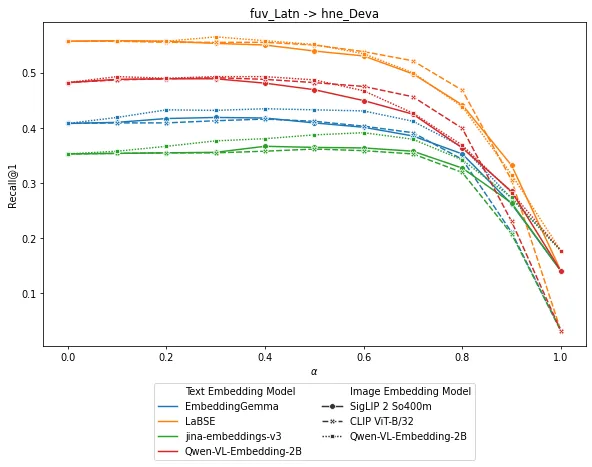 fuv_Latn -> hne_Deva
Recall@1
0.5
0.4
0.3
0.2
0.1
0.0 0.2 0.4 0.6 0.8 1.0
α
Text Embedding Model Image Embedding Model
EmbeddingGemma SigLIP 2 So400m
LaBSE CLIP ViT-B/32
jina-embeddings-v3 Qwen-VL-Embedding-2B
Qwen-VL-Embedding-2B